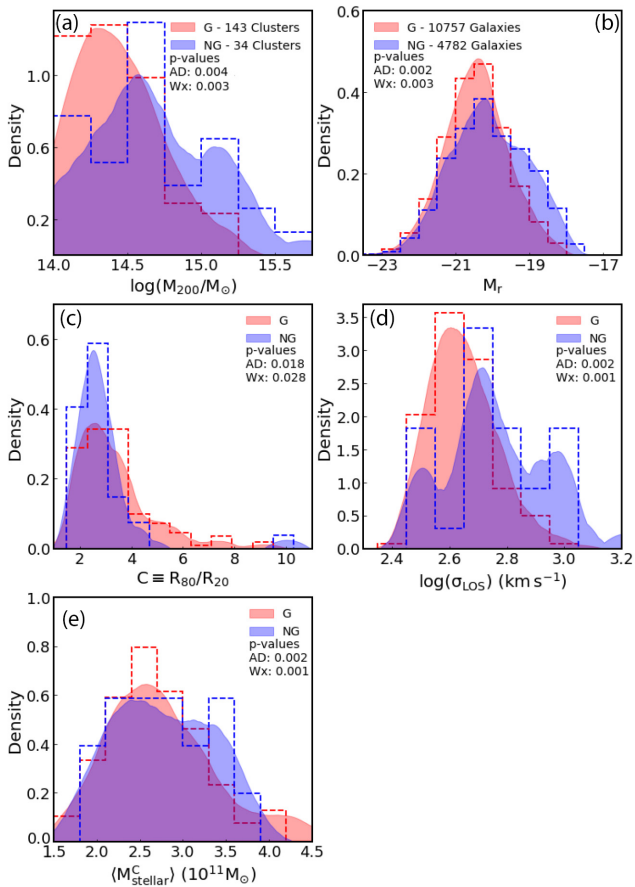 (a)
G - 143 Clusters
NG - 34 Clusters
p-values
AD: 0.004
Wx: 0.003
Density
1.0
0.6
0.2
14.0 14.5 15.0 15.5
log(M200/M⊙)
(b)
G - 10757 Galaxies
NG - 4782 Galaxies
p-values
AD: 0.002
Wx: 0.003
Density
0.6
0.4
0.2
0.0
−23 −21 −19 −17
Mr
(c)
G
NG
p-values
AD: 0.018
Wx: 0.028
Density
0.6
0.4
0.2
0.0
2 4 6 8 10
C ≡ R80/R20
(d)
G
NG
p-values
AD: 0.002
Wx: 0.001
Density
3.5
3.0
2.5
2.0
1.5
1.0
0.5
0.0
2.4 2.6 2.8 3.0 3.2
log(σLOS) (km s−1)
(e)
G
NG
p-values
AD: 0.002
Wx: 0.001
Density
1.0
0.8
0.6
0.4
0.2
0.0
1.5 2.0 2.5 3.0 3.5 4.0 4.5
⟨MCstellar⟩ (1011M⊙)